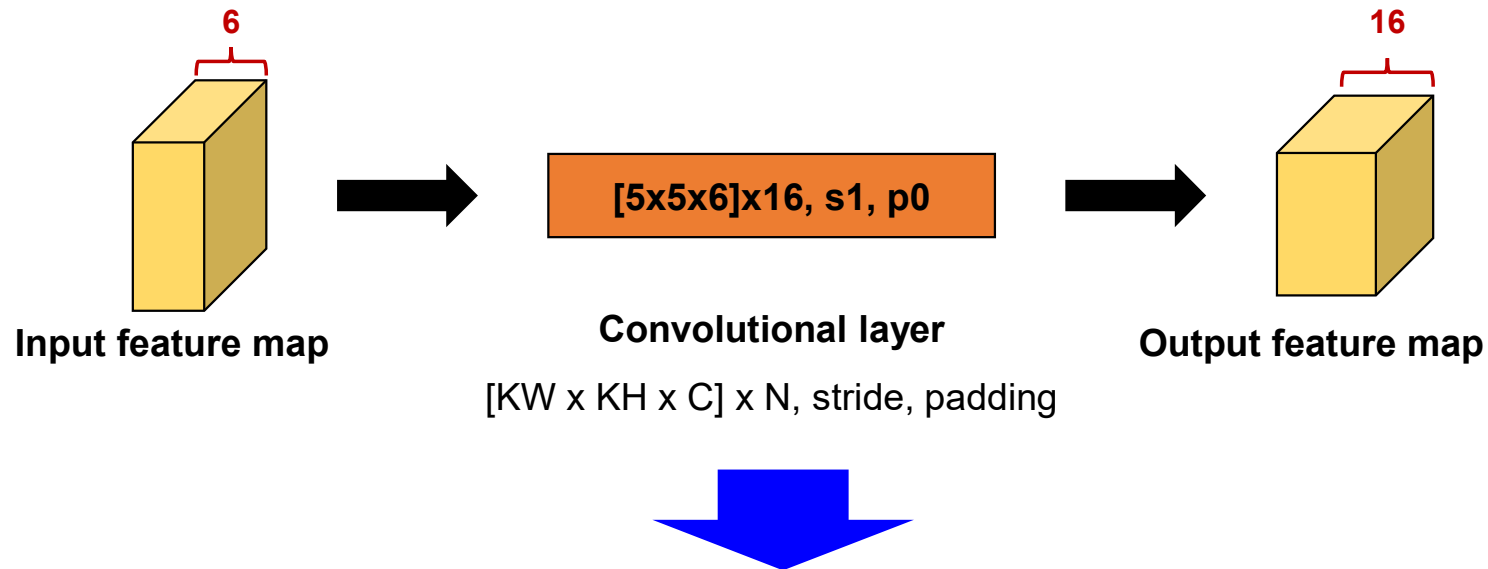 6
16
[5x5x6]x16, s1, p0
Input feature map
Convolutional layer
Output feature map
[KW x KH x C] x N, stride, padding